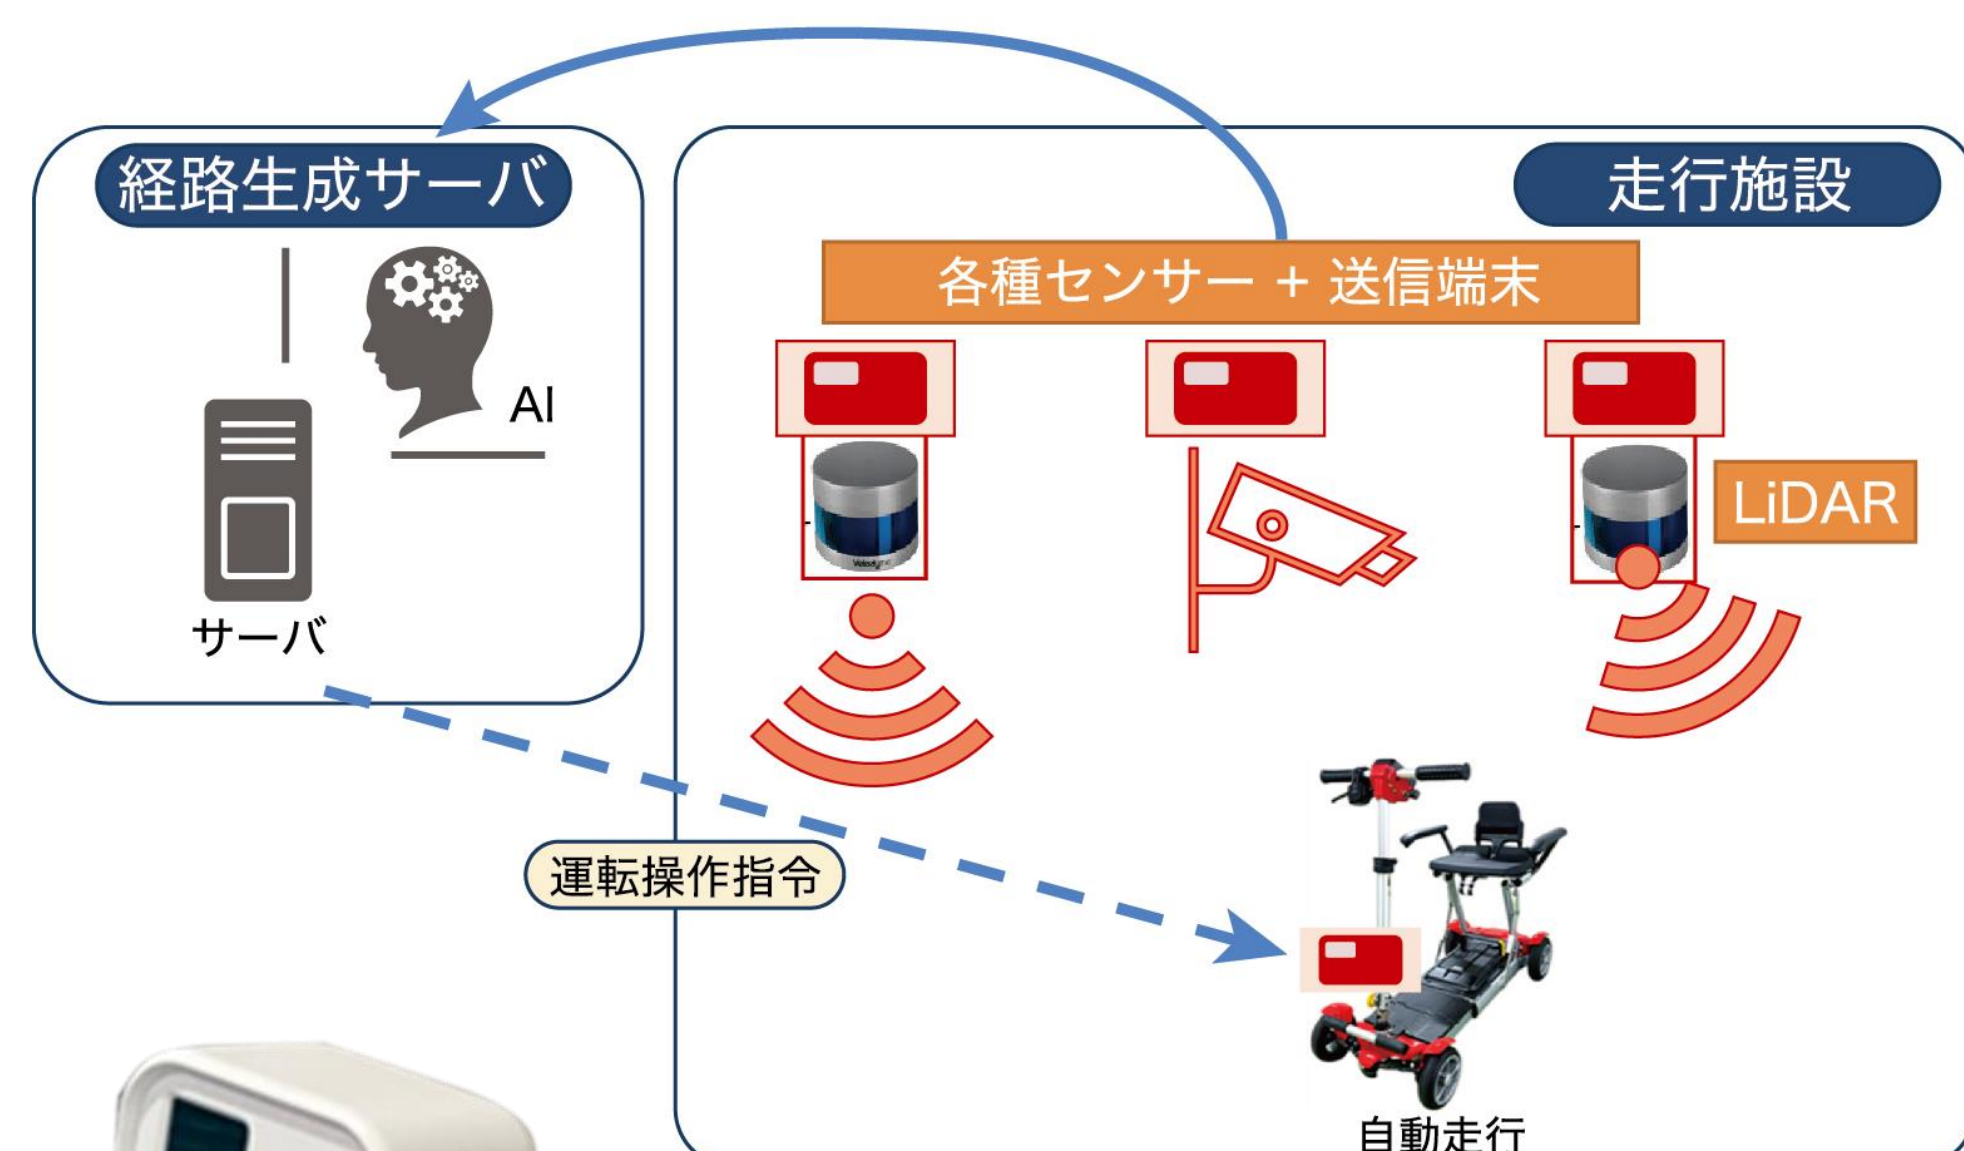 経路生成サーバ
走行施設
各種センサー + 送信端末
AI
LiDAR
サーバ
運転操作指令
自動走行